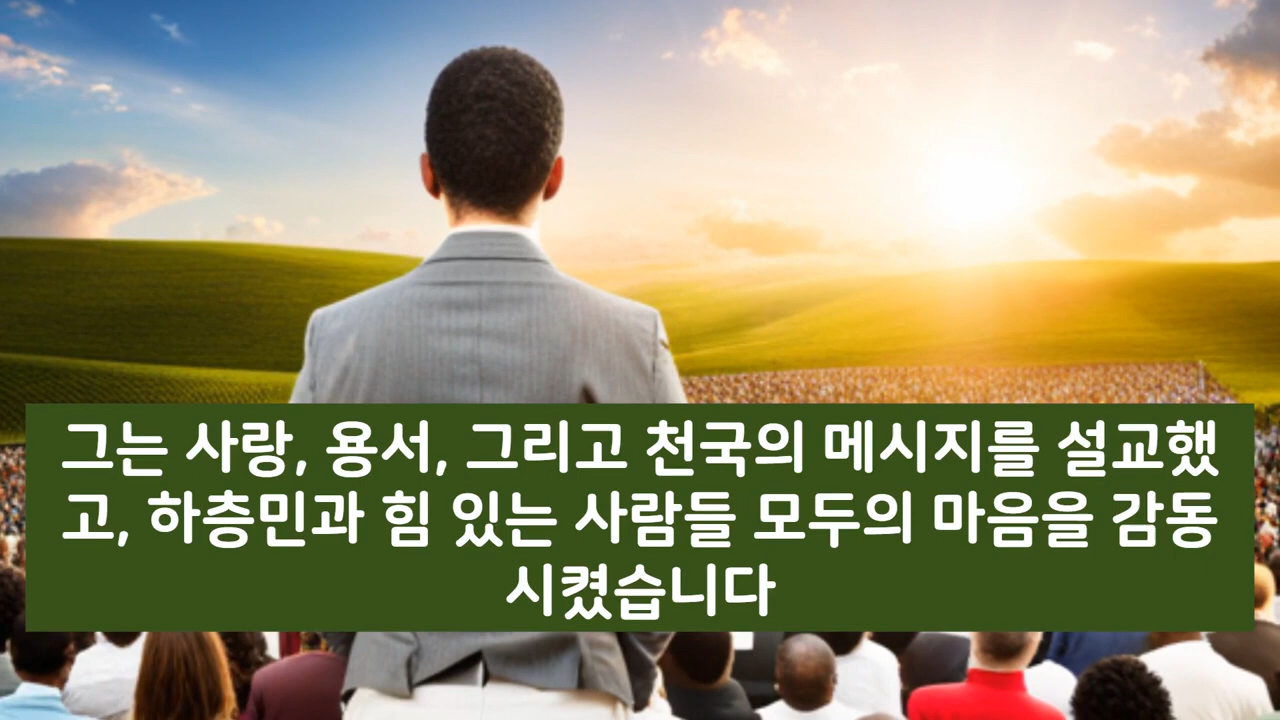 그는 사랑, 용서, 그리고 천국의 메시지를 설교했
고, 하층민과 힘 있는 사람들 모두의 마음을 감동
시켰습니다